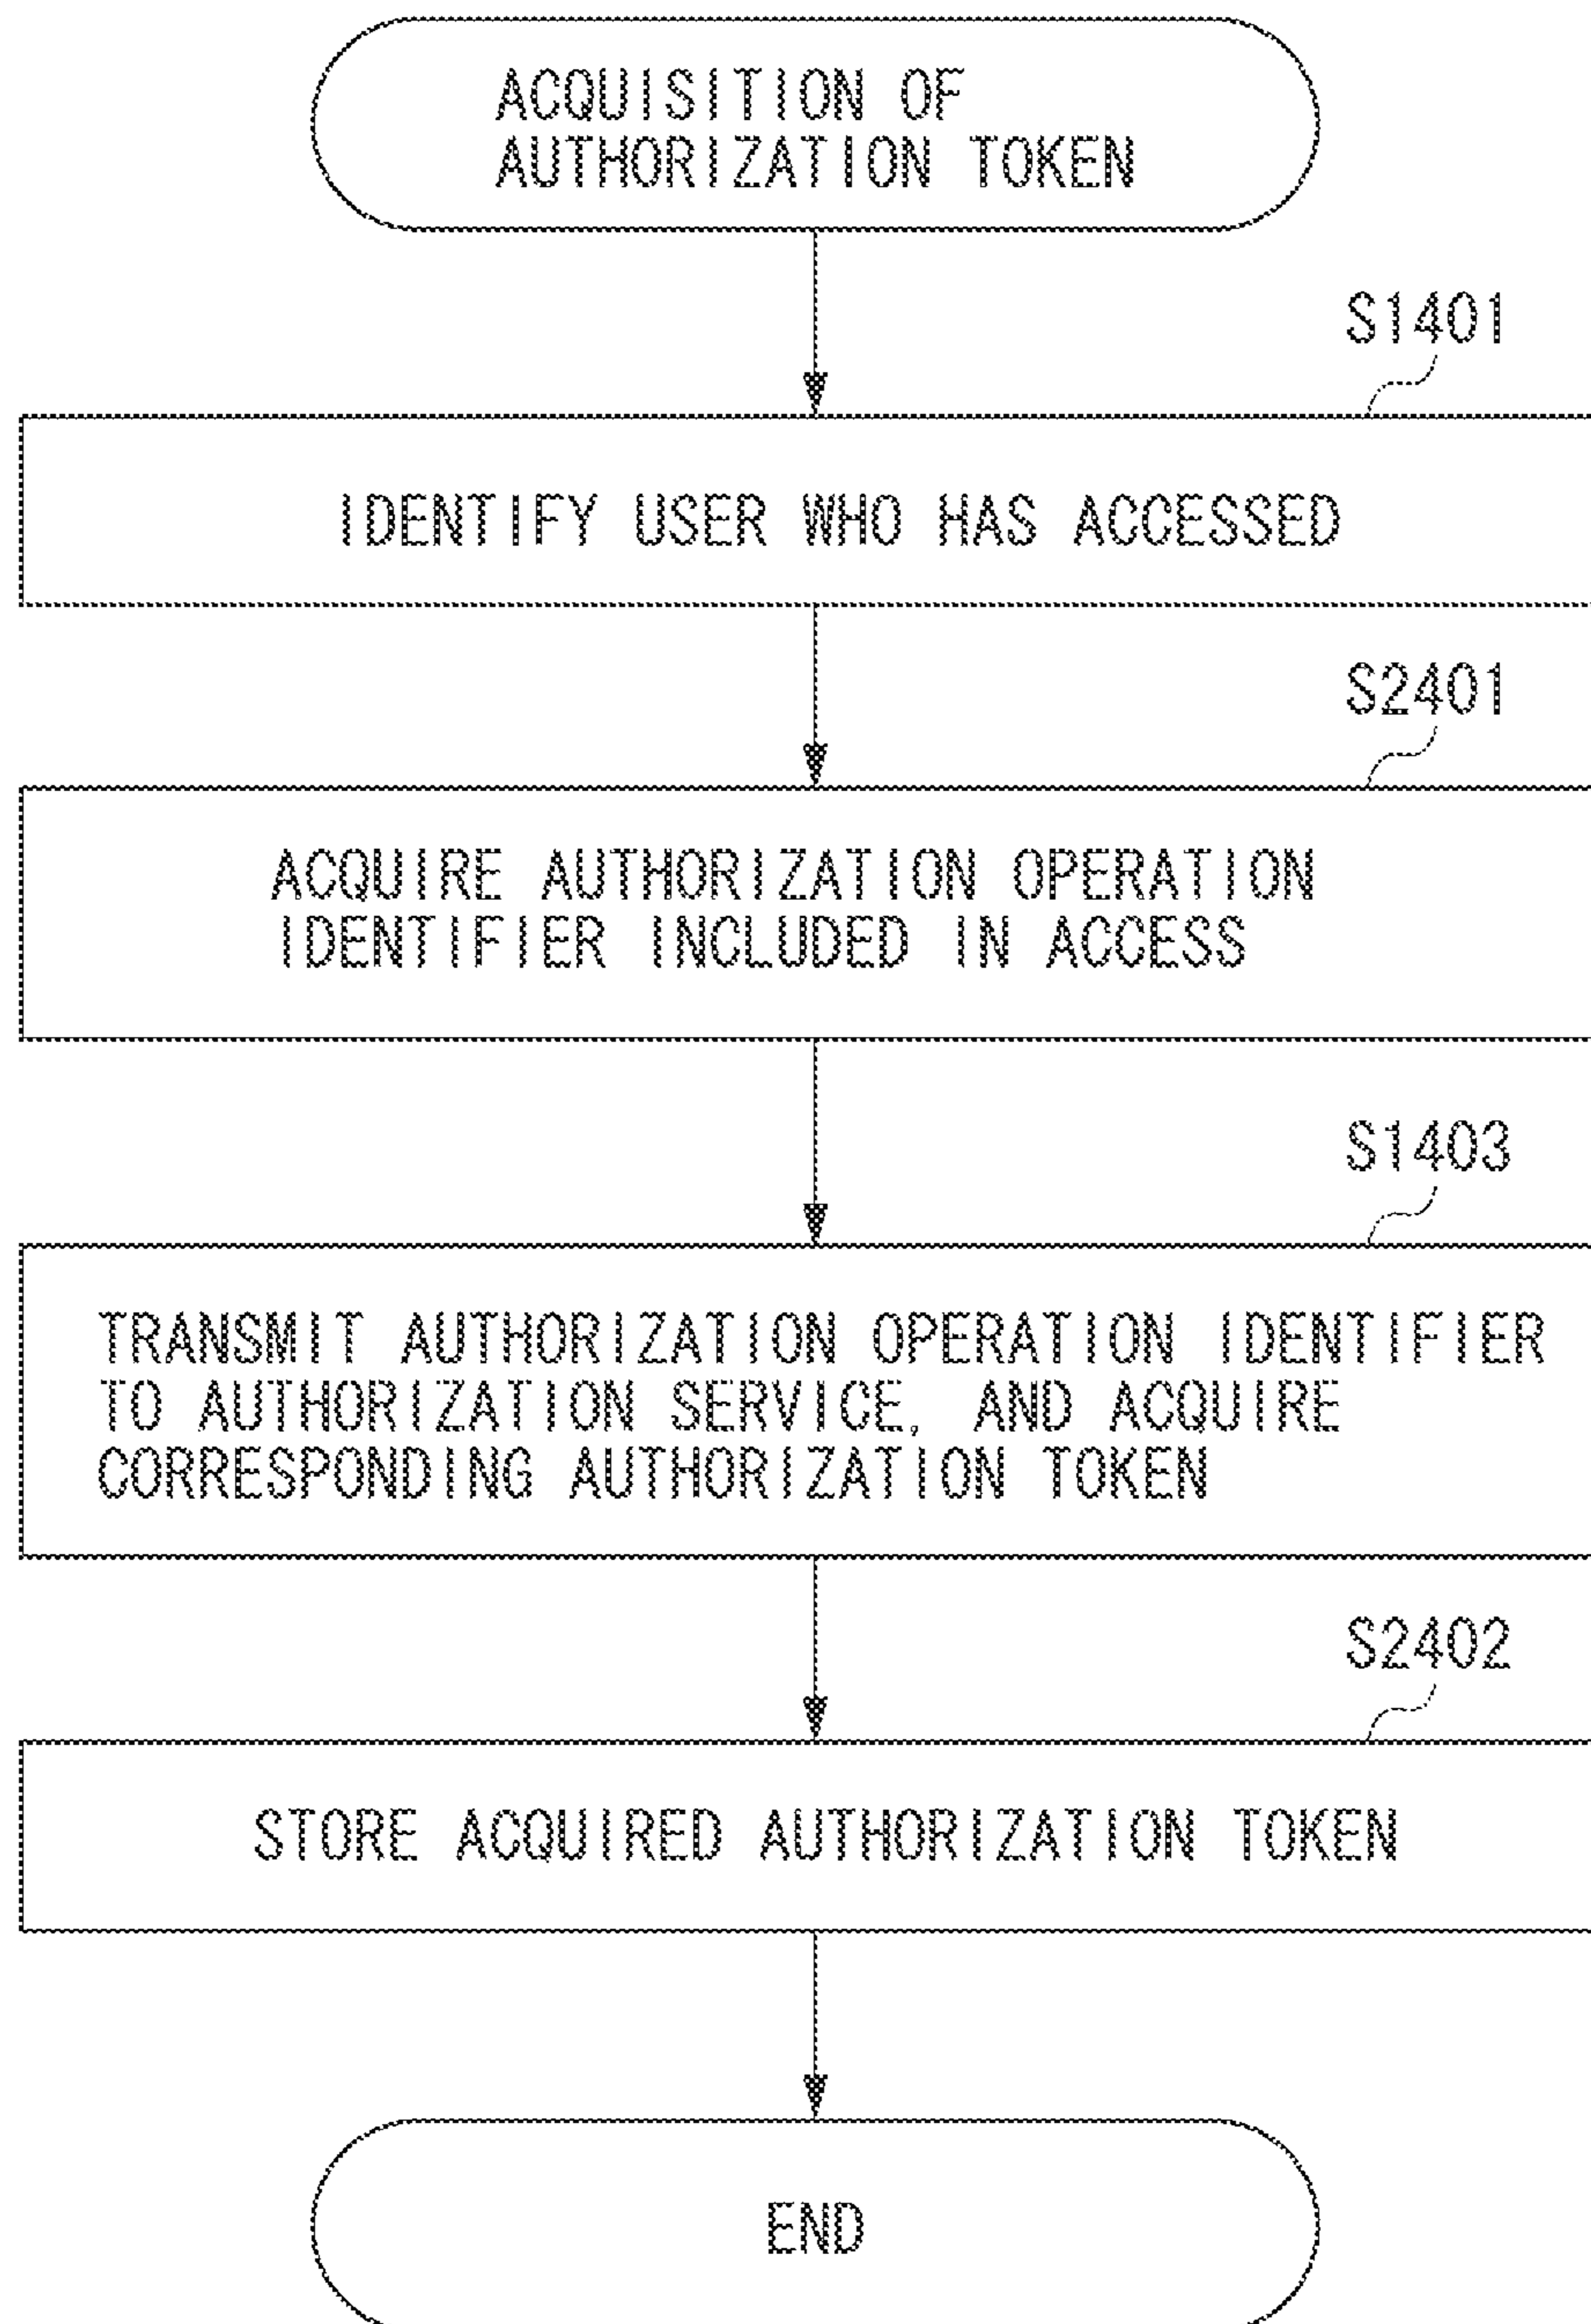 ACQUISITION OF
AUTHORIZATION TOKEN
S1401
IDENTIFY USER WHO HAS ACCESSED
S2401
ACQUIRE AUTHORIZATION OPERATION
IDENTIFIER INCLUDED IN ACCESS
S1403
TRANSMIT AUTHORIZATION OPERATION IDENTIFIER
TO AUTHORIZATION SERVICE, AND ACQUIRE
CORRESPONDING AUTHORIZATION TOKEN
S2402
STORE ACQUIRED AUTHORIZATION TOKEN
END